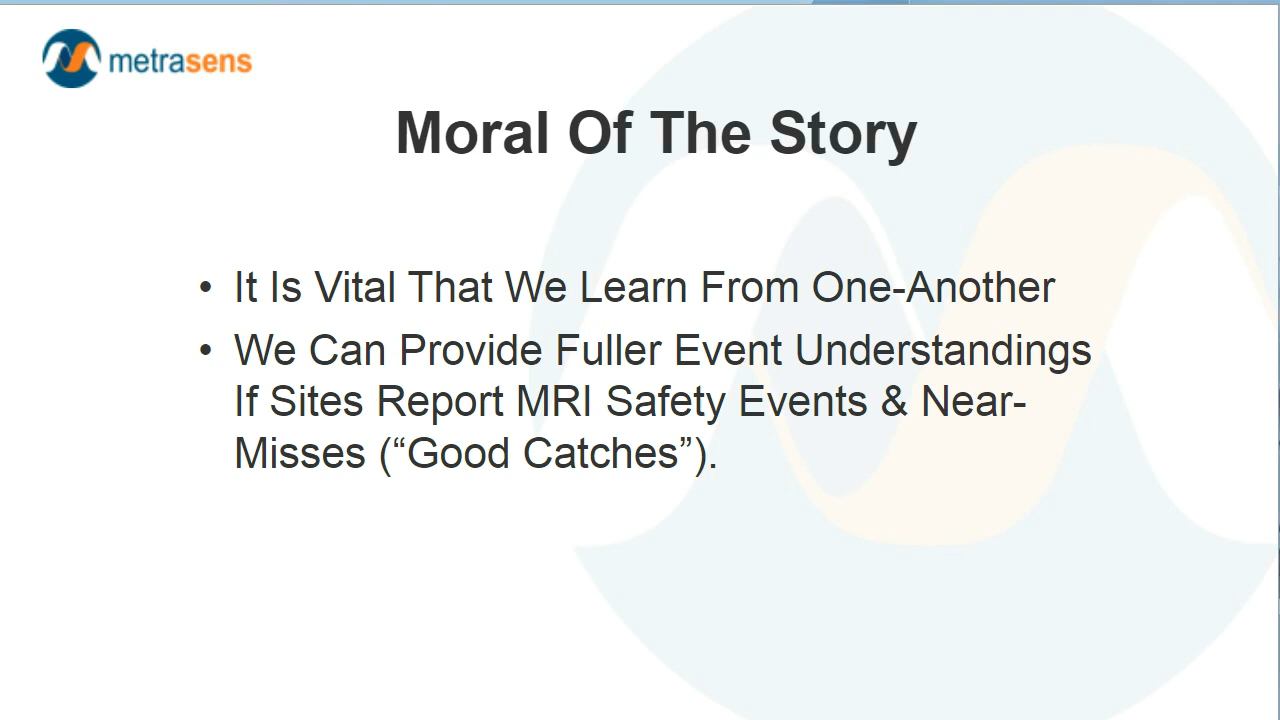 metrasens
Moral Of The Story
• It Is Vital That We Learn From One-Another
• We Can Provide Fuller Event Understandings
If Sites Report MRI Safety Events & Near-
Misses (“Good Catches”).